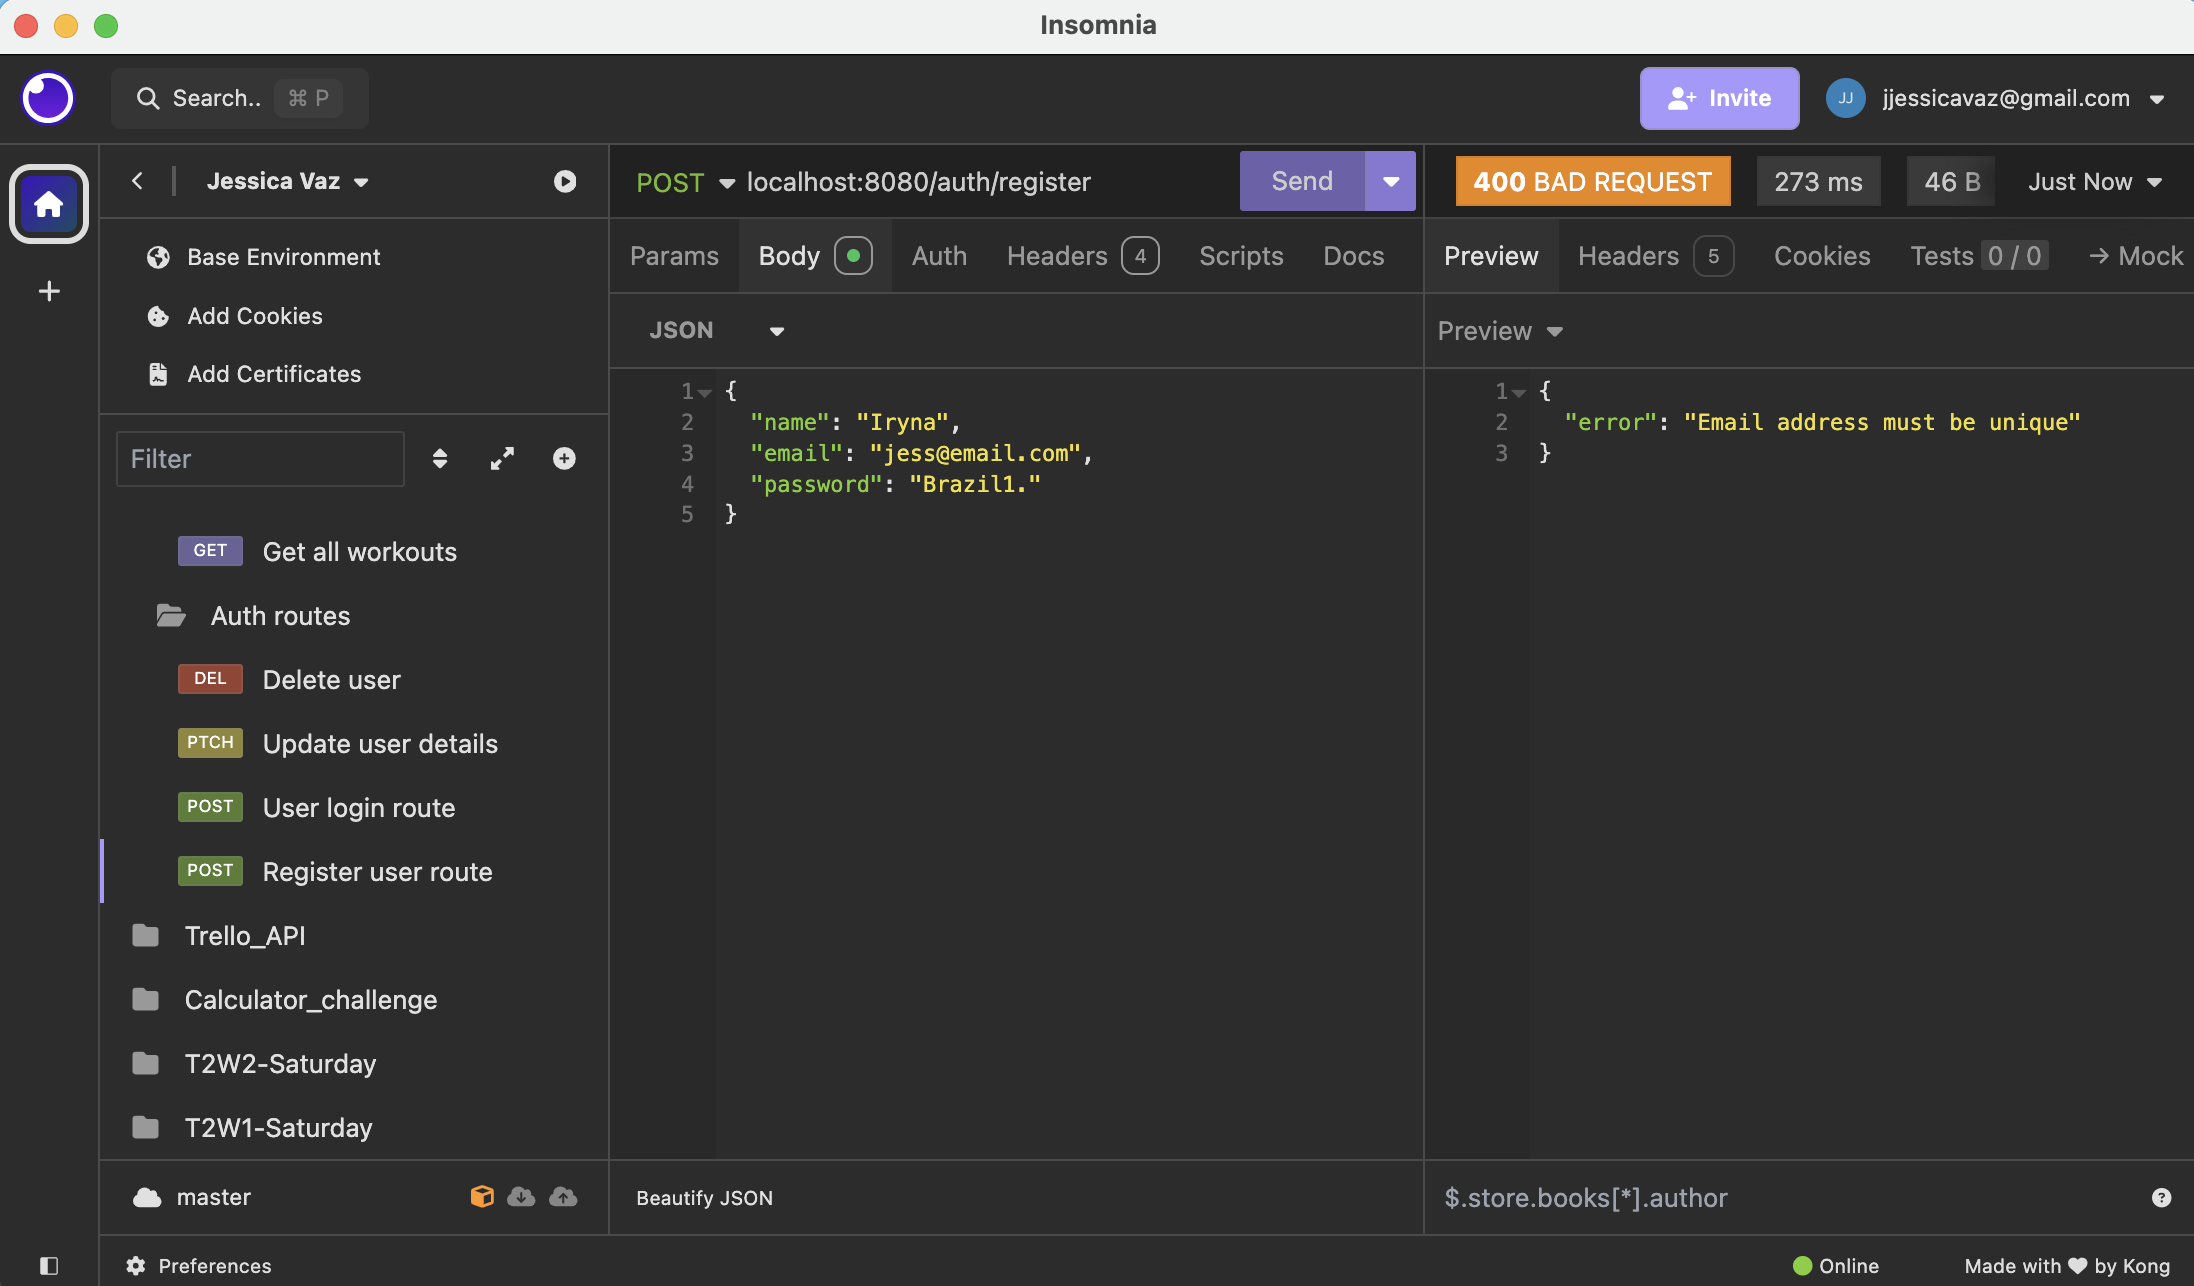 Insomnia
Search.. ⌘ P
Invite
JJ
jjessicavaz@gmail.com
Jessica Vaz
Base Environment
Add Cookies
Add Certificates
Filter
GET Get all workouts
Auth routes
DEL Delete user
PTCH Update user details
POST User login route
POST Register user route
Trello_API
Calculator_challenge
T2W2-Saturday
T2W1-Saturday
master
POST localhost:8080/auth/register Send
Params Body Auth Headers 4 Scripts Docs
JSON
1 {
2 "name": "Iryna",
3 "email": "jess@email.com",
4 "password": "Brazil1."
5 }
Beautify JSON
400 BAD REQUEST 273 ms 46 B Just Now
Preview Headers 5 Cookies Tests 0 / 0 → Mock
Preview
1 {
2 "error": "Email address must be unique"
3 }
$.store.books[*].author ?
Preferences
Online
Made with ♥ by Kong